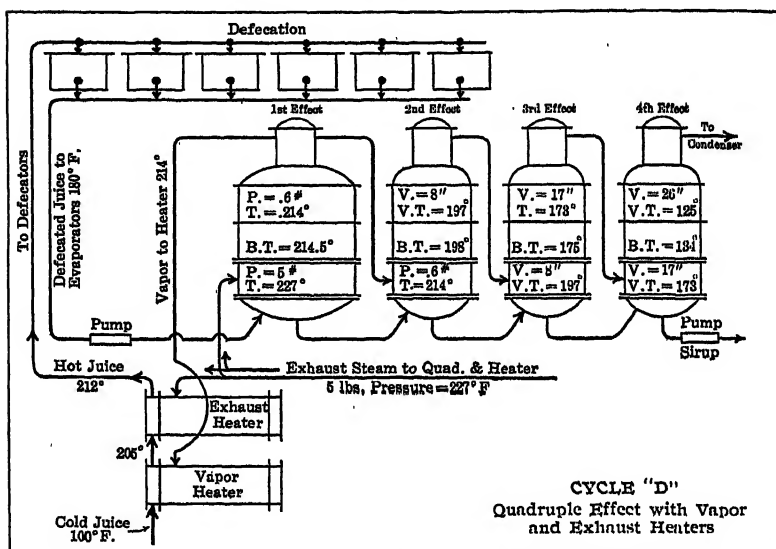 Defecation
1st Effect
2nd Effect
3rd Effect
4th Effect
To
Condenser
To Defecators
Defecated Juice to
Evaporators 180° F.
Vapor to Heater 214°
P. = .6#
T. = .214°
B.T. = 214.5°
P. = 5#
T. = 227°
V. = 8"
V.T. = 197°
B.T. = 198°
P. = .6#
T. = 214°
V. = 17"
T. = 173°
B.T. = 175°
V. = 8"
V.T. = 197°
V. = 26"
V.T. = 125°
B.T. = 134°
V. = 17"
V.T. = 173°
Pump
Pump
Sirup
Hot Juice
212°
Exhaust Steam to Quad. & Heater
5 lbs, Pressure = 227° F
Exhaust
Heater
205°
Vapor
Heater
Cold Juice
100° F.
CYCLE "D"
Quadruple Effect with Vapor
and Exhaust Heaters